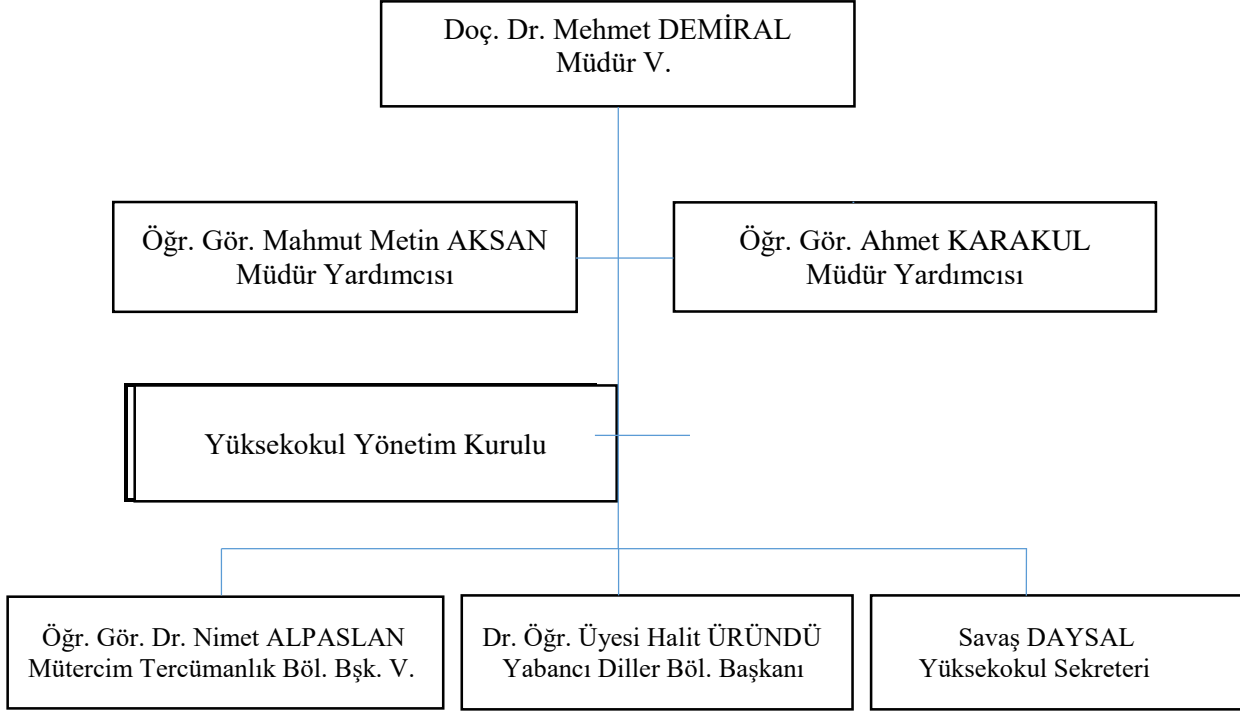 Doç. Dr. Mehmet DEMİRAL
Müdür V.
Öğr. Gör. Mahmut Metin AKSAN
Müdür Yardımcısı
Öğr. Gör. Ahmet KARAKUL
Müdür Yardımcısı
Yüksekokul Yönetim Kurulu
Öğr. Gör. Dr. Nimet ALPASLAN
Mütercim Tercümanlık Böl. Bşk. V.
Dr. Öğr. Üyesi Halit ÜRÜNDÜ
Yabancı Diller Böl. Başkanı
Savaş DAYSAL
Yüksekokul Sekreteri